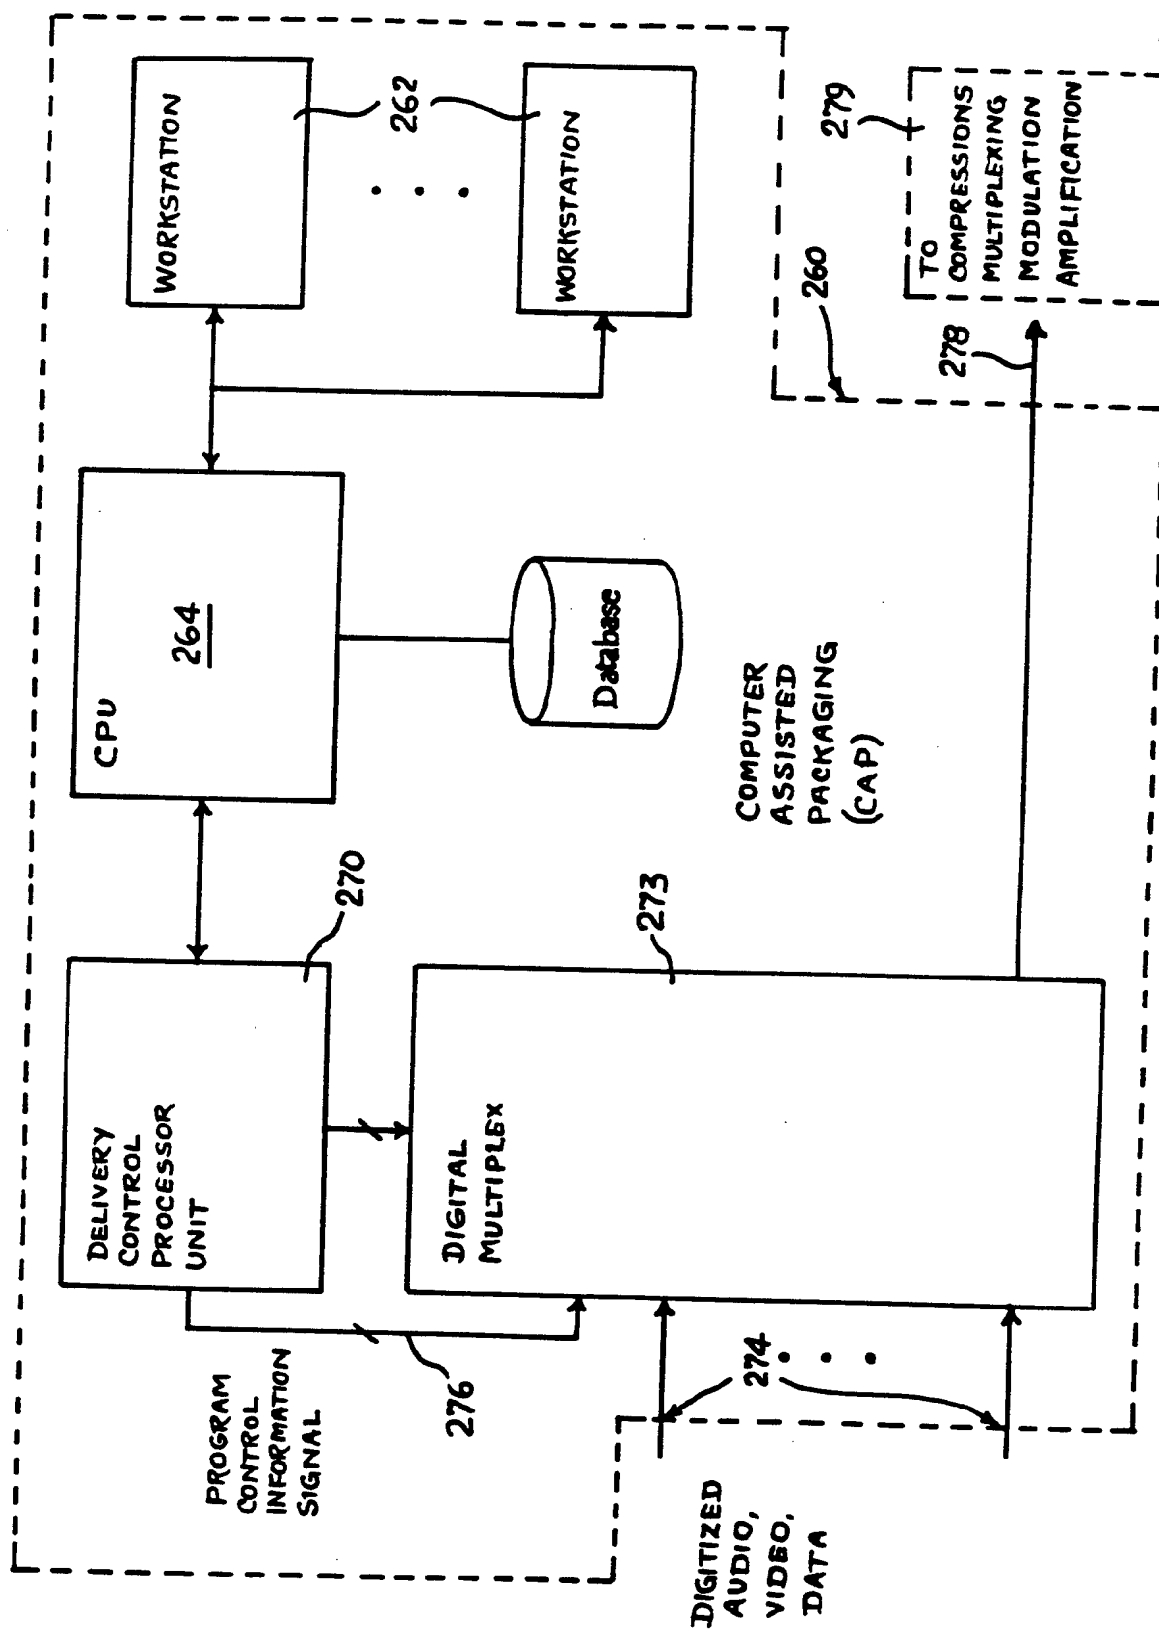 WORKSTATION
262
WORKSTATION
279
TO
COMPRESSIONS
MULTIPLEXING
MODULATION
AMPLIFICATION
260
278
CPU
264
Database
COMPUTER
ASSISTED
PACKAGING
(CAP)
270
273
DELIVERY
CONTROL
PROCESSOR
UNIT
DIGITAL
MULTIPLEX
PROGRAM
CONTROL
INFORMATION
SIGNAL
276
274
DIGITIZED
AUDIO,
VIDEO,
DATA